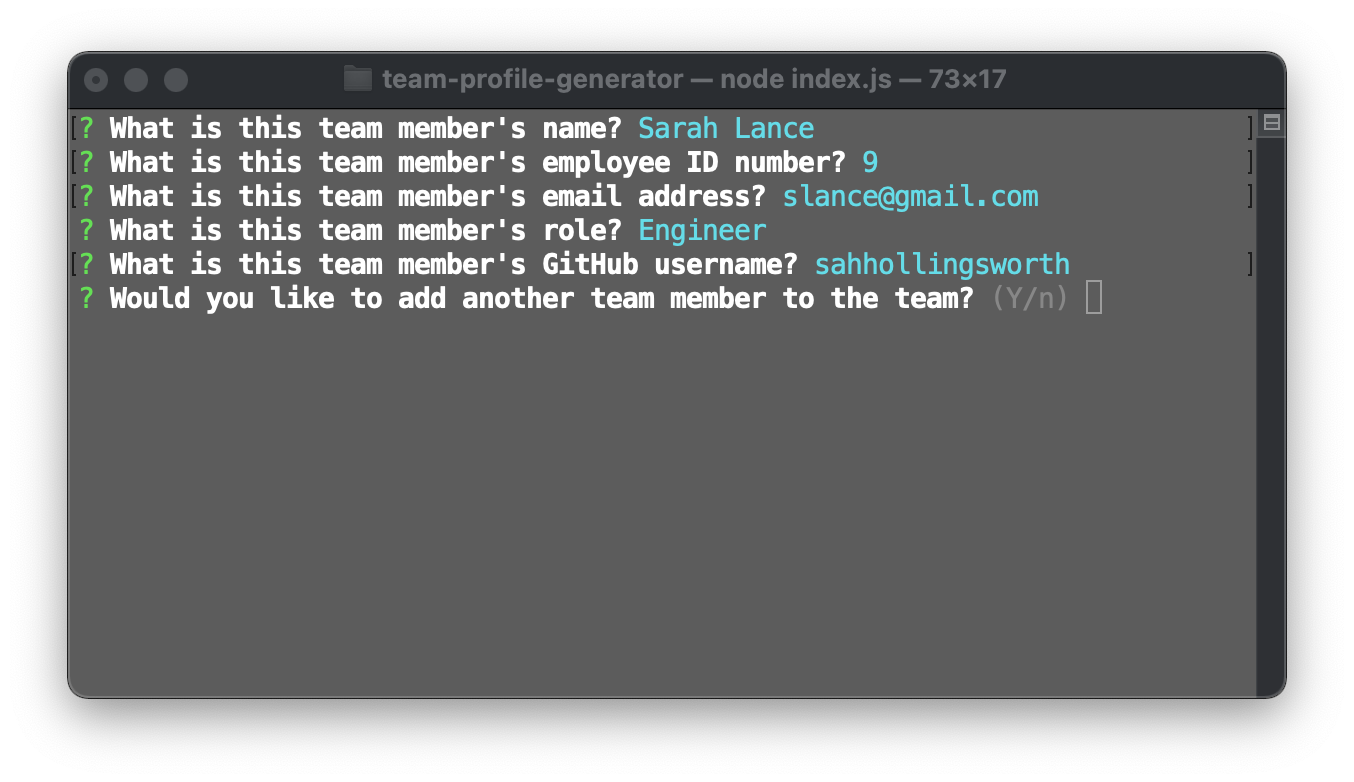 team-profile-generator — node index.js — 73×17
[? What is this team member's name? Sarah Lance ]
[? What is this team member's employee ID number? 9 ]
[? What is this team member's email address? slance@gmail.com ]
? What is this team member's role? Engineer
[? What is this team member's GitHub username? sahhollingsworth ]
? Would you like to add another team member to the team? (Y/n)